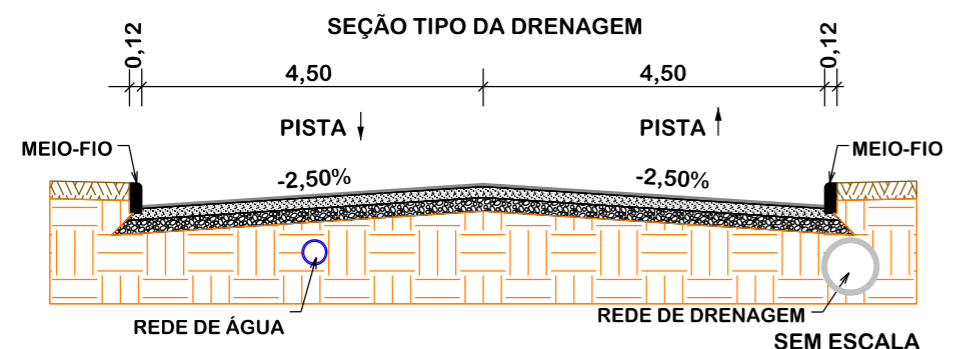 SEÇÃO TIPO DA DRENAGEM
0,12
4,50
4,50
0,12
PISTA
PISTA
MEIO-FIO
MEIO-FIO
-2,50%
-2,50%
REDE DE ÁGUA
REDE DE DRENAGEM
SEM ESCALA